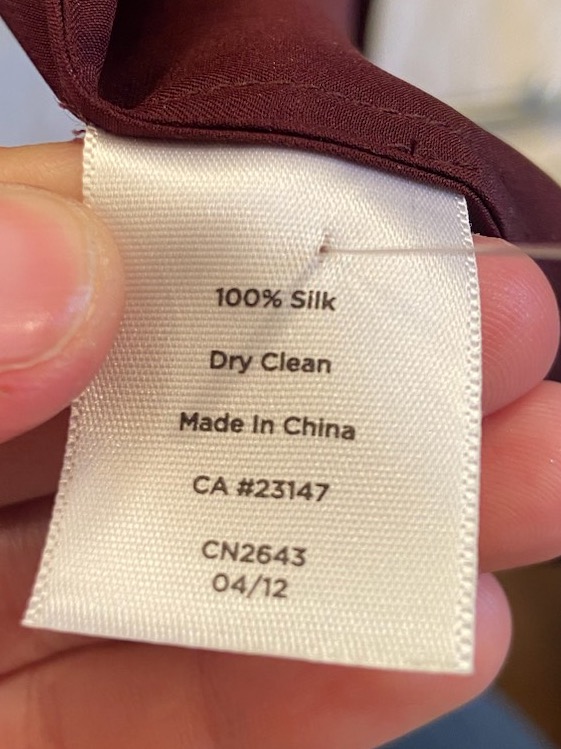 100% Silk
Dry Clean
Made In China
CA #23147
CN2643
04/12